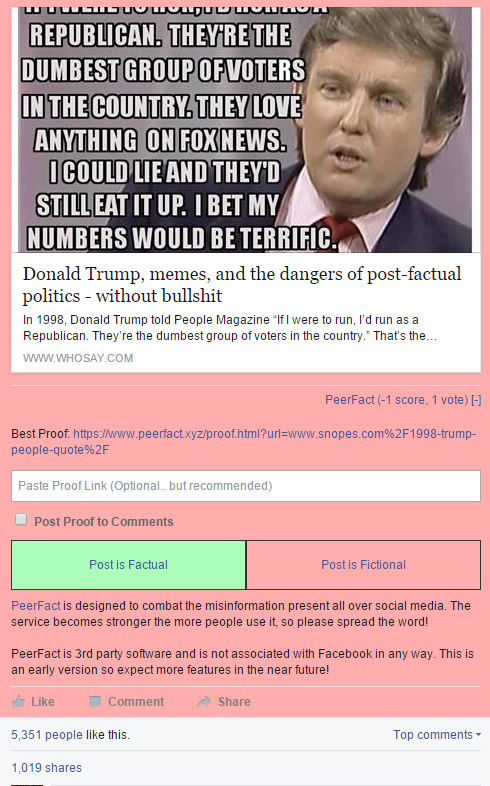 IF I WERE TO RUN, I'D RUN AS A
REPUBLICAN. THEY'RE THE
DUMBEST GROUP OF VOTERS
IN THE COUNTRY. THEY LOVE
ANYTHING ON FOX NEWS.
I COULD LIE AND THEY'D
STILL EAT IT UP. I BET MY
NUMBERS WOULD BE TERRIFIC.
Donald Trump, memes, and the dangers of post-factual
politics - without bullshit
In 1998, Donald Trump told People Magazine “If I were to run, I'd run as a
Republican. They're the dumbest group of voters in the country.” That's the…
WWW.WHOSAY.COM
PeerFact (-1 score, 1 vote) [-]
Best Proof: https://www.peerfact.xyz/proof.html?url=www.snopes.com%2F1998-trump-
people-quote%2F
Paste Proof Link (Optional.. but recommended)
Post Proof to Comments
Post is Factual
Post is Fictional
PeerFact is designed to combat the misinformation present all over social media. The
service becomes stronger the more people use it, so please spread the word!
PeerFact is 3rd party software and is not associated with Facebook in any way. This is
an early version so expect more features in the near future!
Like Comment Share
5,351 people like this. Top comments
1,019 shares